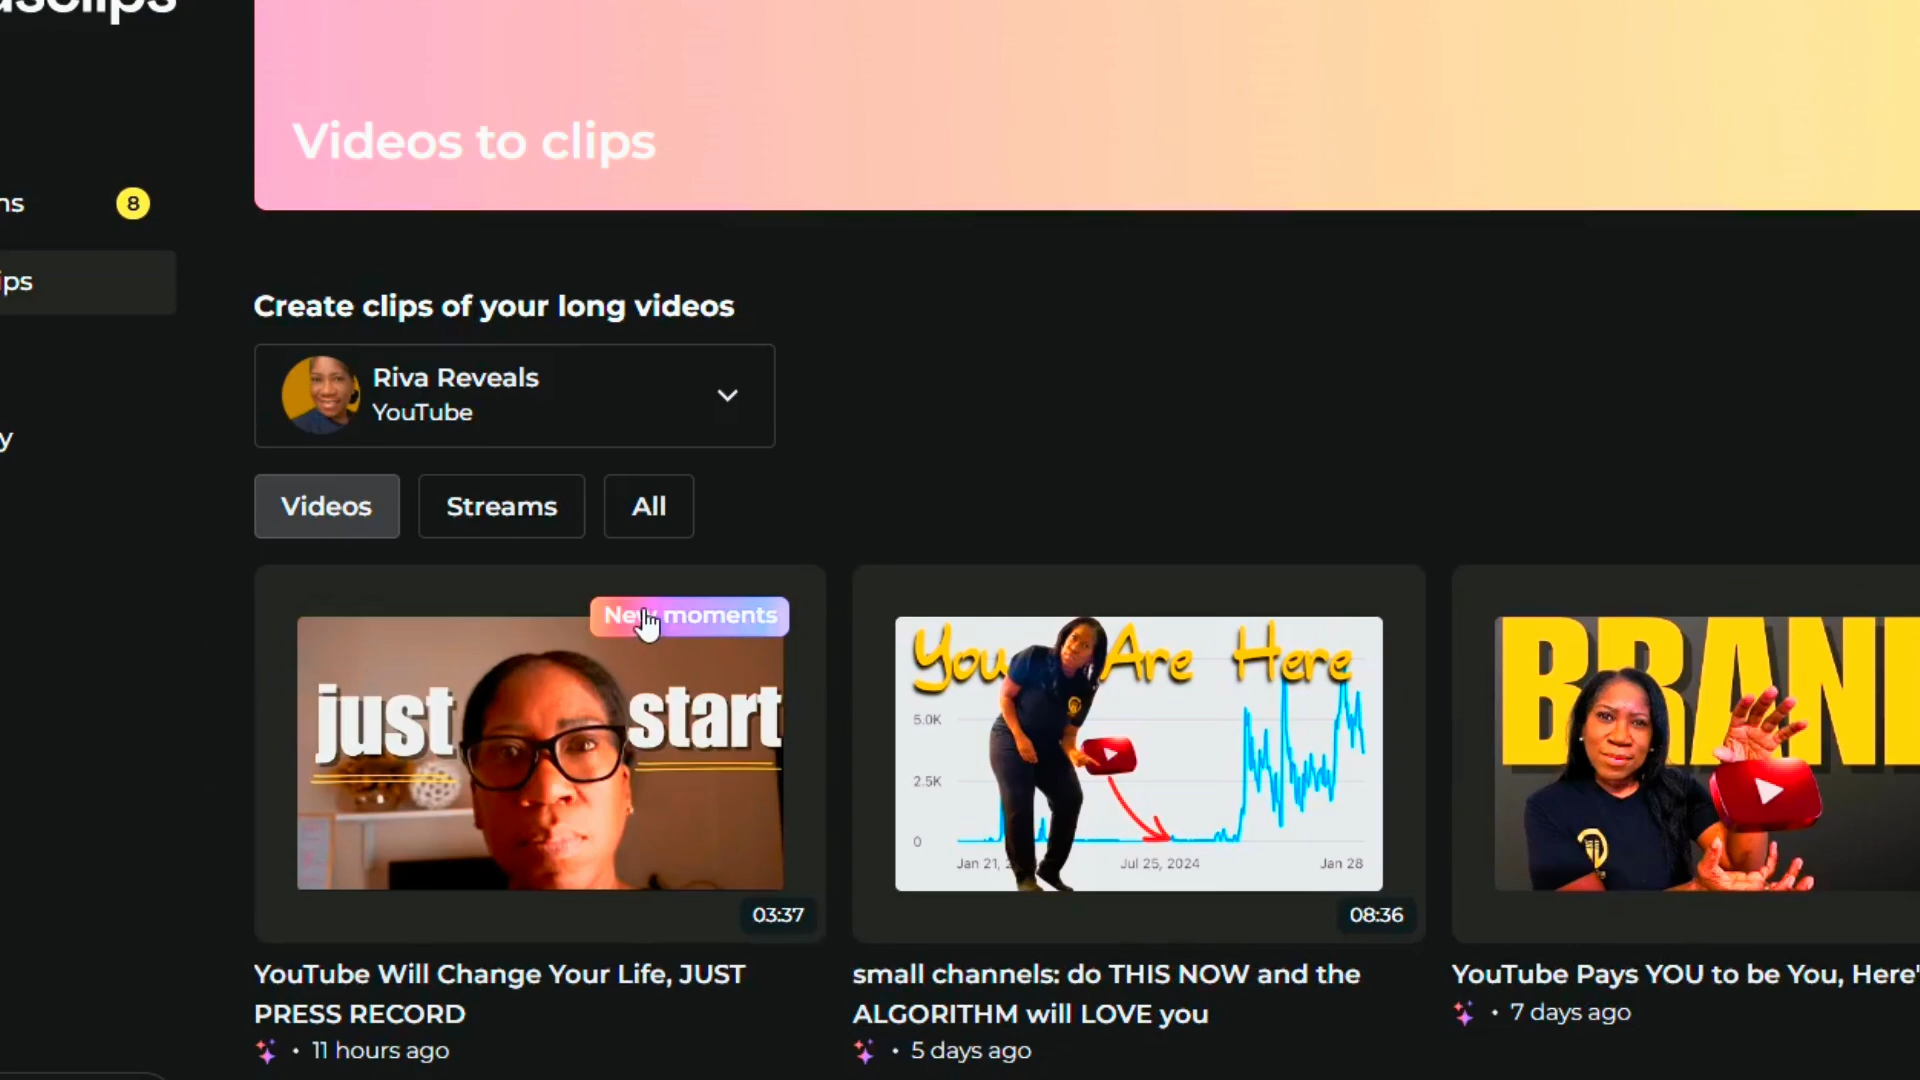 Videos to clips
8
Create clips of your long videos
Riva Reveals
YouTube
Videos
Streams
All
New moments
just start
03:37
YouTube Will Change Your Life, JUST
PRESS RECORD
• 11 hours ago
You Are Here
5.0K
2.5K
0
Jan 21,
Jul 25, 2024
Jan 28
08:36
small channels: do THIS NOW and the
ALGORITHM will LOVE you
• 5 days ago
YouTube Pays YOU to be You, Here'
• 7 days ago